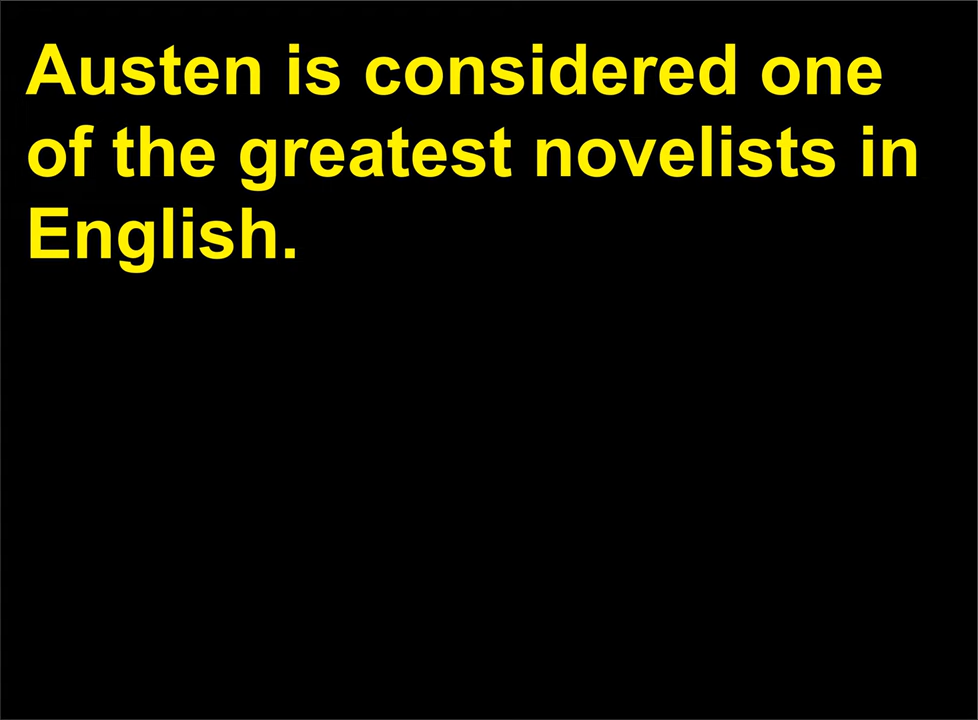 Austen is considered one
of the greatest novelists in
English.